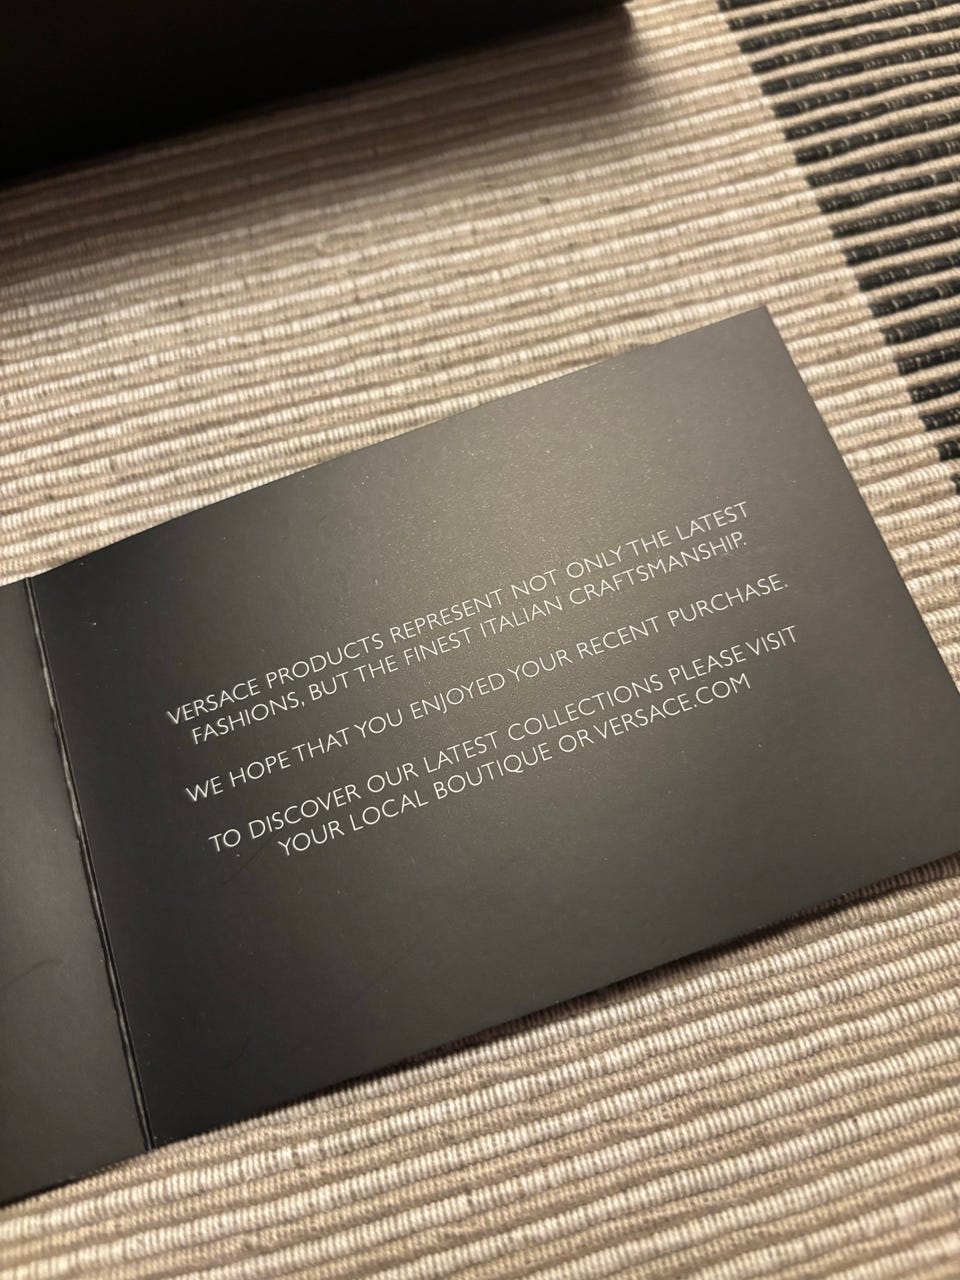 VERSACE PRODUCTS REPRESENT NOT ONLY THE LATEST
FASHIONS, BUT THE FINEST ITALIAN CRAFTSMANSHIP.
WE HOPE THAT YOU ENJOYED YOUR RECENT PURCHASE.
TO DISCOVER OUR LATEST COLLECTIONS PLEASE VISIT
YOUR LOCAL BOUTIQUE OR VERSACE.COM